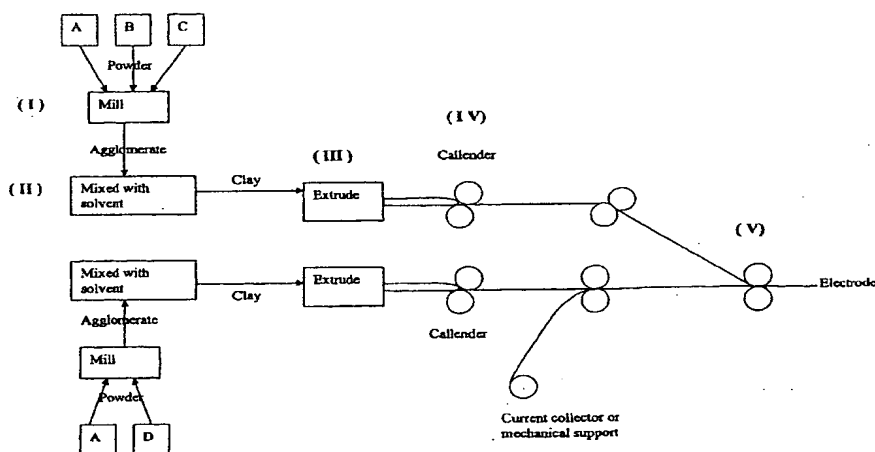 A B C
Powder
( I )
Mill
Agglomerate
( II )
Mixed with
solvent
Clay
( III )
Extrude
( I V )
Callender
( V )
Electrode
Mixed with
solvent
Clay
Extrude
Callender
Agglomerate
Mill
Powder
A D
Current collector or
mechanical support